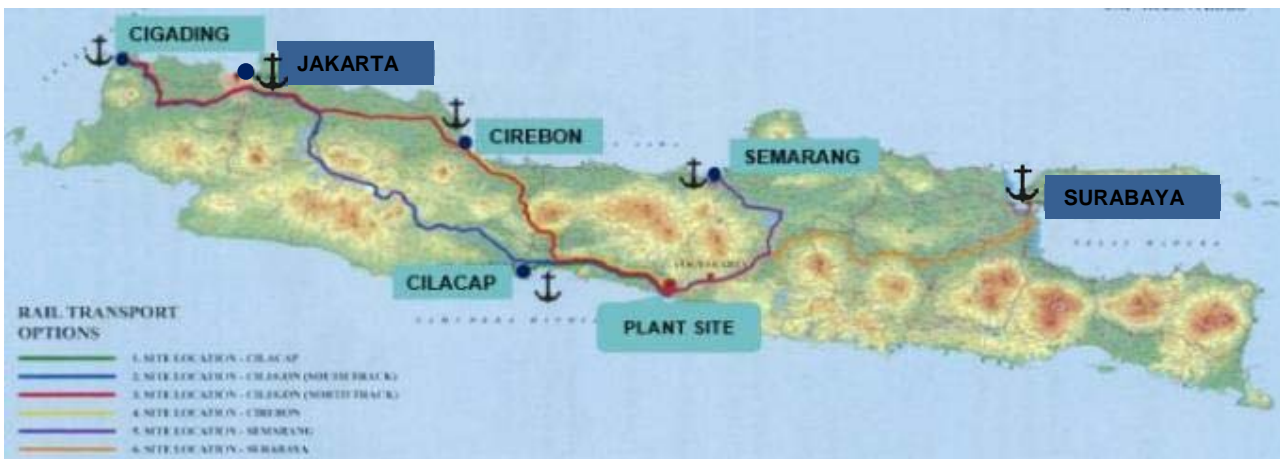 CIGADING
JAKARTA
CIREBON
SEMARANG
SURABAYA
CILACAP
PLANT SITE
RAIL TRANSPORT
OPTIONS
1. SITE LOCATION - CILACAP
2. SITE LOCATION - CILEGON (SOUTH TRACK)
3. SITE LOCATION - CILEGON (NORTH TRACK)
4. SITE LOCATION - CIREBON
5. SITE LOCATION - SEMARANG
6. SITE LOCATION - SURABAYA